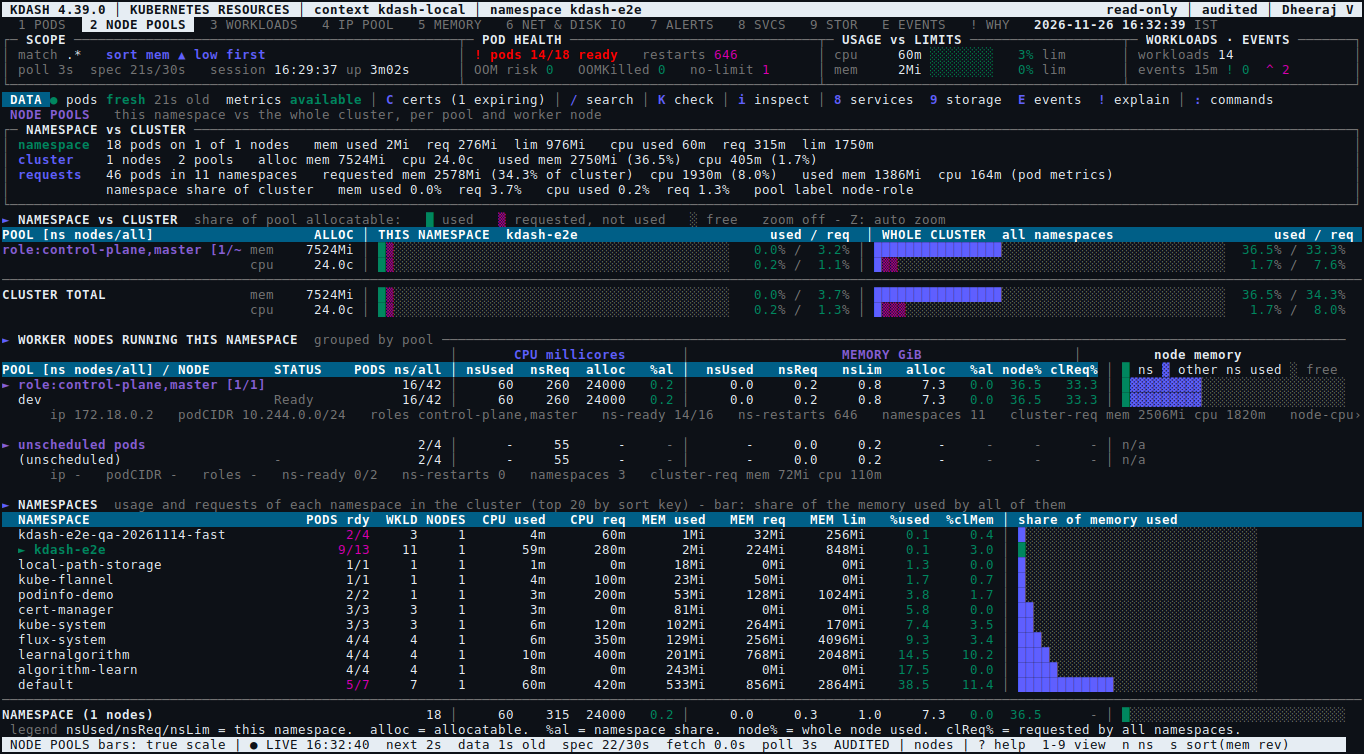 KDASH 4.39.0 │ KUBERNETES RESOURCES │ context kdash-local │ namespace kdash-e2e read-only │ audited │ Dheeraj V
1 PODS 2 NODE POOLS 3 WORKLOADS 4 IP POOL 5 MEMORY 6 NET & DISK IO 7 ALERTS 8 SVCS 9 STOR E EVENTS ! WHY 2026-11-26 16:32:39 IST
SCOPE POD HEALTH USAGE vs LIMITS WORKLOADS · EVENTS
match .* sort mem ▲ low first ! pods 14/18 ready restarts 646 cpu 60m 3% lim workloads 14
poll 3s spec 21s/30s session 16:29:37 up 3m02s OOM risk 0 OOMKilled 0 no-limit 1 mem 2Mi 0% lim events 15m ! 0 ^ 2
DATA ● pods fresh 21s old metrics available │ C certs (1 expiring) │ / search │ K check │ i inspect │ 8 services 9 storage E events ! explain │ : commands
NODE POOLS this namespace vs the whole cluster, per pool and worker node
NAMESPACE vs CLUSTER
namespace 18 pods on 1 of 1 nodes mem used 2Mi req 276Mi lim 976Mi cpu used 60m req 315m lim 1750m
cluster 1 nodes 2 pools alloc mem 7524Mi cpu 24.0c used mem 2750Mi (36.5%) cpu 405m (1.7%)
requests 46 pods in 11 namespaces requested mem 2578Mi (34.3% of cluster) cpu 1930m (8.0%) used mem 1386Mi cpu 164m (pod metrics)
namespace share of cluster mem used 0.0% req 3.7% cpu used 0.2% req 1.3% pool label node-role
► NAMESPACE vs CLUSTER share of pool allocatable: used requested, not used free zoom off - Z: auto zoom
POOL [ns nodes/all] ALLOC │ THIS NAMESPACE kdash-e2e used / req │ WHOLE CLUSTER all namespaces used / req
role:control-plane,master [1/~ mem 7524Mi │ 0.0% / 3.2% │ 36.5% / 33.3%
cpu 24.0c │ 0.2% / 1.1% │ 1.7% / 7.6%
CLUSTER TOTAL mem 7524Mi │ 0.0% / 3.7% │ 36.5% / 34.3%
cpu 24.0c │ 0.2% / 1.3% │ 1.7% / 8.0%
► WORKER NODES RUNNING THIS NAMESPACE grouped by pool
│ CPU millicores │ MEMORY GiB │ node memory
POOL [ns nodes/all] / NODE STATUS PODS ns/all │ nsUsed nsReq alloc %al │ nsUsed nsReq nsLim alloc %al node% clReq% │ ns other ns used free
► role:control-plane,master [1/1] 16/42 │ 60 260 24000 0.2 │ 0.0 0.2 0.8 7.3 0.0 36.5 33.3 │
dev Ready 16/42 │ 60 260 24000 0.2 │ 0.0 0.2 0.8 7.3 0.0 36.5 33.3 │
ip 172.18.0.2 podCIDR 10.244.0.0/24 roles control-plane,master ns-ready 14/16 ns-restarts 646 namespaces 11 cluster-req mem 2506Mi cpu 1820m node-cpu›
► unscheduled pods 2/4 │ - 55 - - │ - 0.0 0.2 - - - - │ n/a
(unscheduled) - 2/4 │ - 55 - - │ - 0.0 0.2 - - - - │ n/a
ip - podCIDR - roles - ns-ready 0/2 ns-restarts 0 namespaces 3 cluster-req mem 72Mi cpu 110m
► NAMESPACES usage and requests of each namespace in the cluster (top 20 by sort key) - bar: share of the memory used by all of them
NAMESPACE PODS rdy WKLD NODES CPU used CPU req MEM used MEM req MEM lim %used %clMem │ share of memory used
kdash-e2e-qa-20261114-fast 2/4 3 1 4m 60m 1Mi 32Mi 256Mi 0.1 0.4 │
► kdash-e2e 9/13 11 1 59m 280m 2Mi 224Mi 848Mi 0.1 3.0 │
local-path-storage 1/1 1 1 1m 0m 18Mi 0Mi 0Mi 1.3 0.0 │
kube-flannel 1/1 1 1 4m 100m 23Mi 50Mi 0Mi 1.7 0.7 │
podinfo-demo 2/2 1 1 3m 200m 53Mi 128Mi 1024Mi 3.8 1.7 │
cert-manager 3/3 3 1 3m 0m 81Mi 0Mi 0Mi 5.8 0.0 │
kube-system 3/3 3 1 6m 120m 102Mi 264Mi 170Mi 7.4 3.5 │
flux-system 4/4 4 1 6m 350m 129Mi 256Mi 4096Mi 9.3 3.4 │
learnalgorithm 4/4 4 1 10m 400m 201Mi 768Mi 2048Mi 14.5 10.2 │
algorithm-learn 4/4 4 1 8m 0m 243Mi 0Mi 0Mi 17.5 0.0 │
default 5/7 7 1 60m 420m 533Mi 856Mi 2864Mi 38.5 11.4 │
NAMESPACE (1 nodes) 18 │ 60 315 24000 0.2 │ 0.0 0.3 1.0 7.3 0.0 36.5 - │
legend nsUsed/nsReq/nsLim = this namespace. alloc = allocatable. %al = namespace share. node% = whole node used. clReq% = requested by all namespaces.
NODE POOLS bars: true scale │ ● LIVE 16:32:40 next 2s data 1s old spec 22/30s fetch 0.0s poll 3s AUDITED │ nodes │ ? help 1-9 view n ns s sort(mem rev)